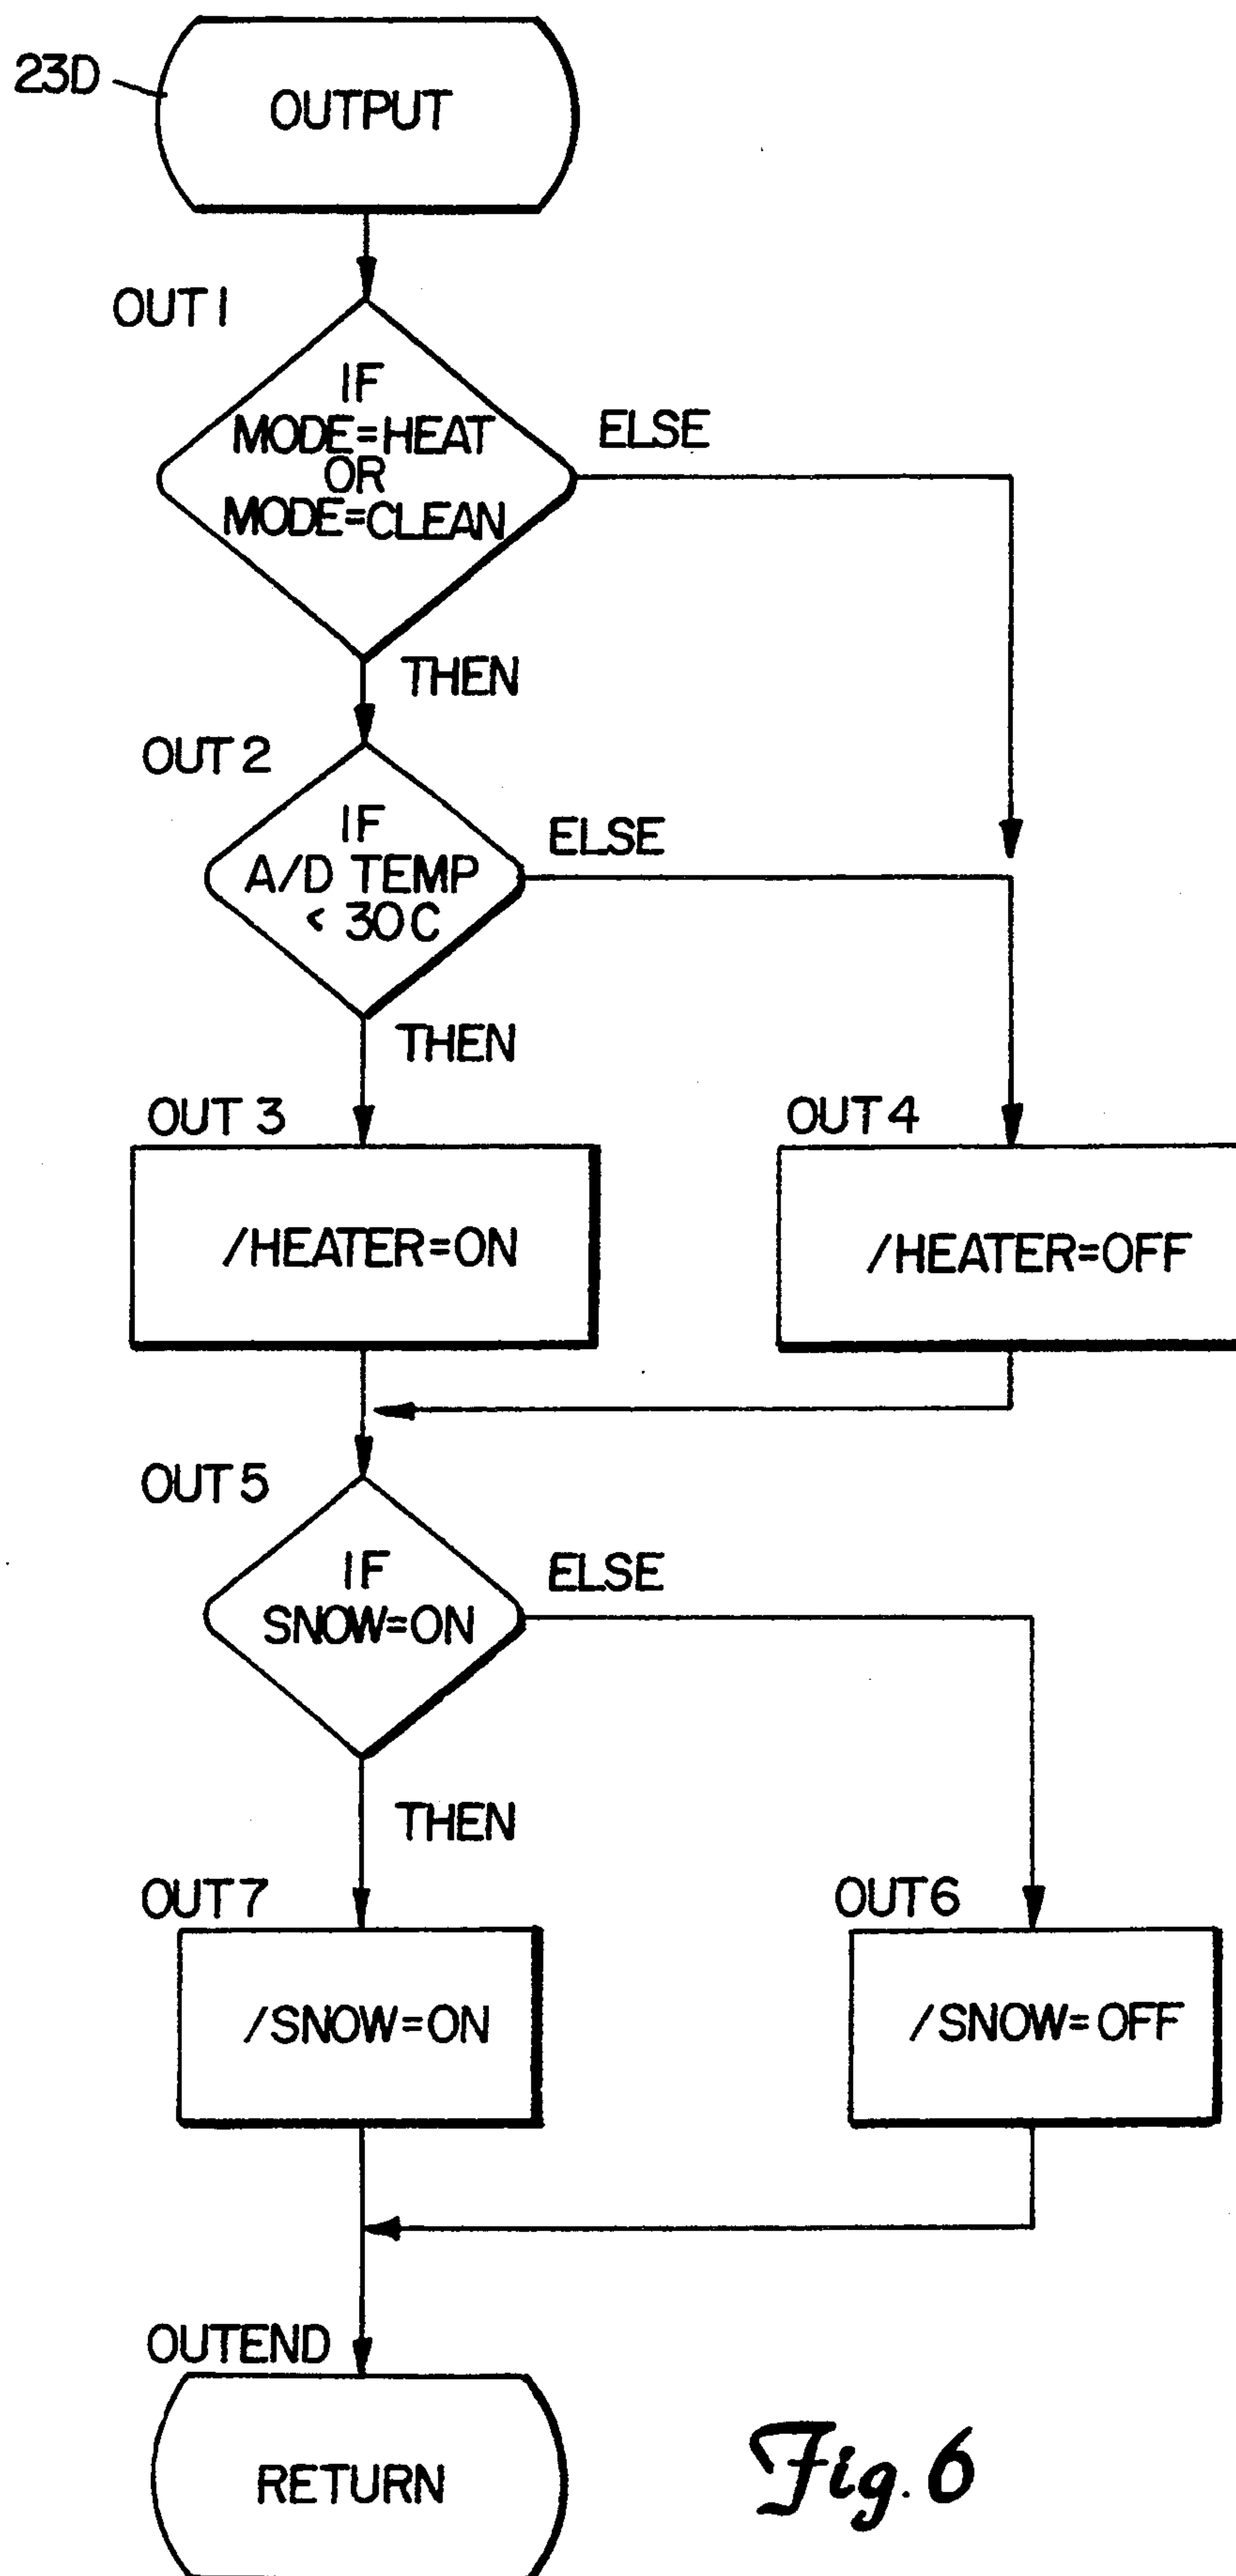 23D
OUTPUT
OUT 1
IF
MODE=HEAT
OR
MODE=CLEAN
ELSE
THEN
OUT 2
IF
A/D TEMP
< 30C
ELSE
THEN
OUT 3
/HEATER=ON
OUT 4
/HEATER=OFF
OUT 5
IF
SNOW=ON
ELSE
THEN
OUT 7
/SNOW=ON
OUT6
/SNOW=OFF
OUTEND
RETURN
Fig. 6